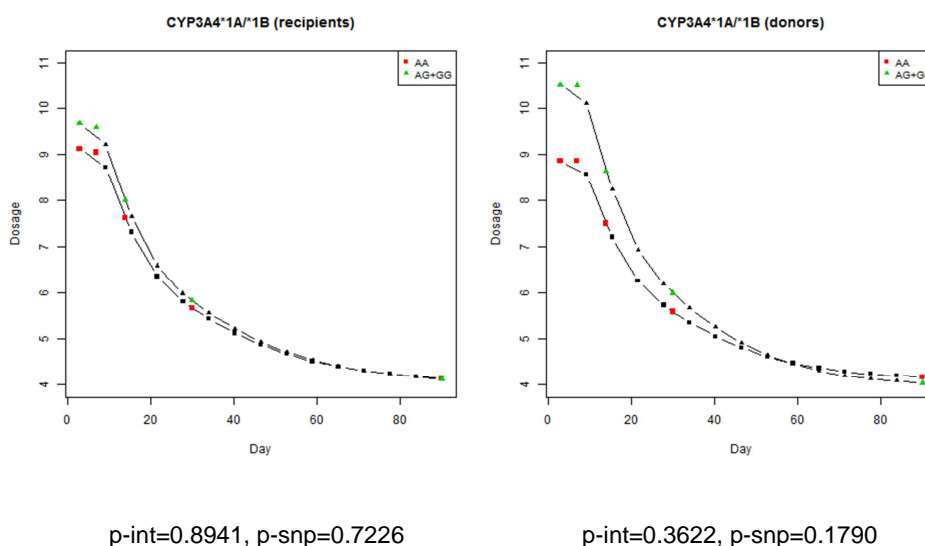 CYP3A4*1A/*1B (recipients)
AA
AG+GG
11
10
9
8
7
6
5
4
Dosage
0 20 40 60 80
Day
CYP3A4*1A/*1B (donors)
AA
AG+G
11
10
9
8
7
6
5
4
Dosage
0 20 40 60 80
Day
p-int=0.8941, p-snp=0.7226
p-int=0.3622, p-snp=0.1790